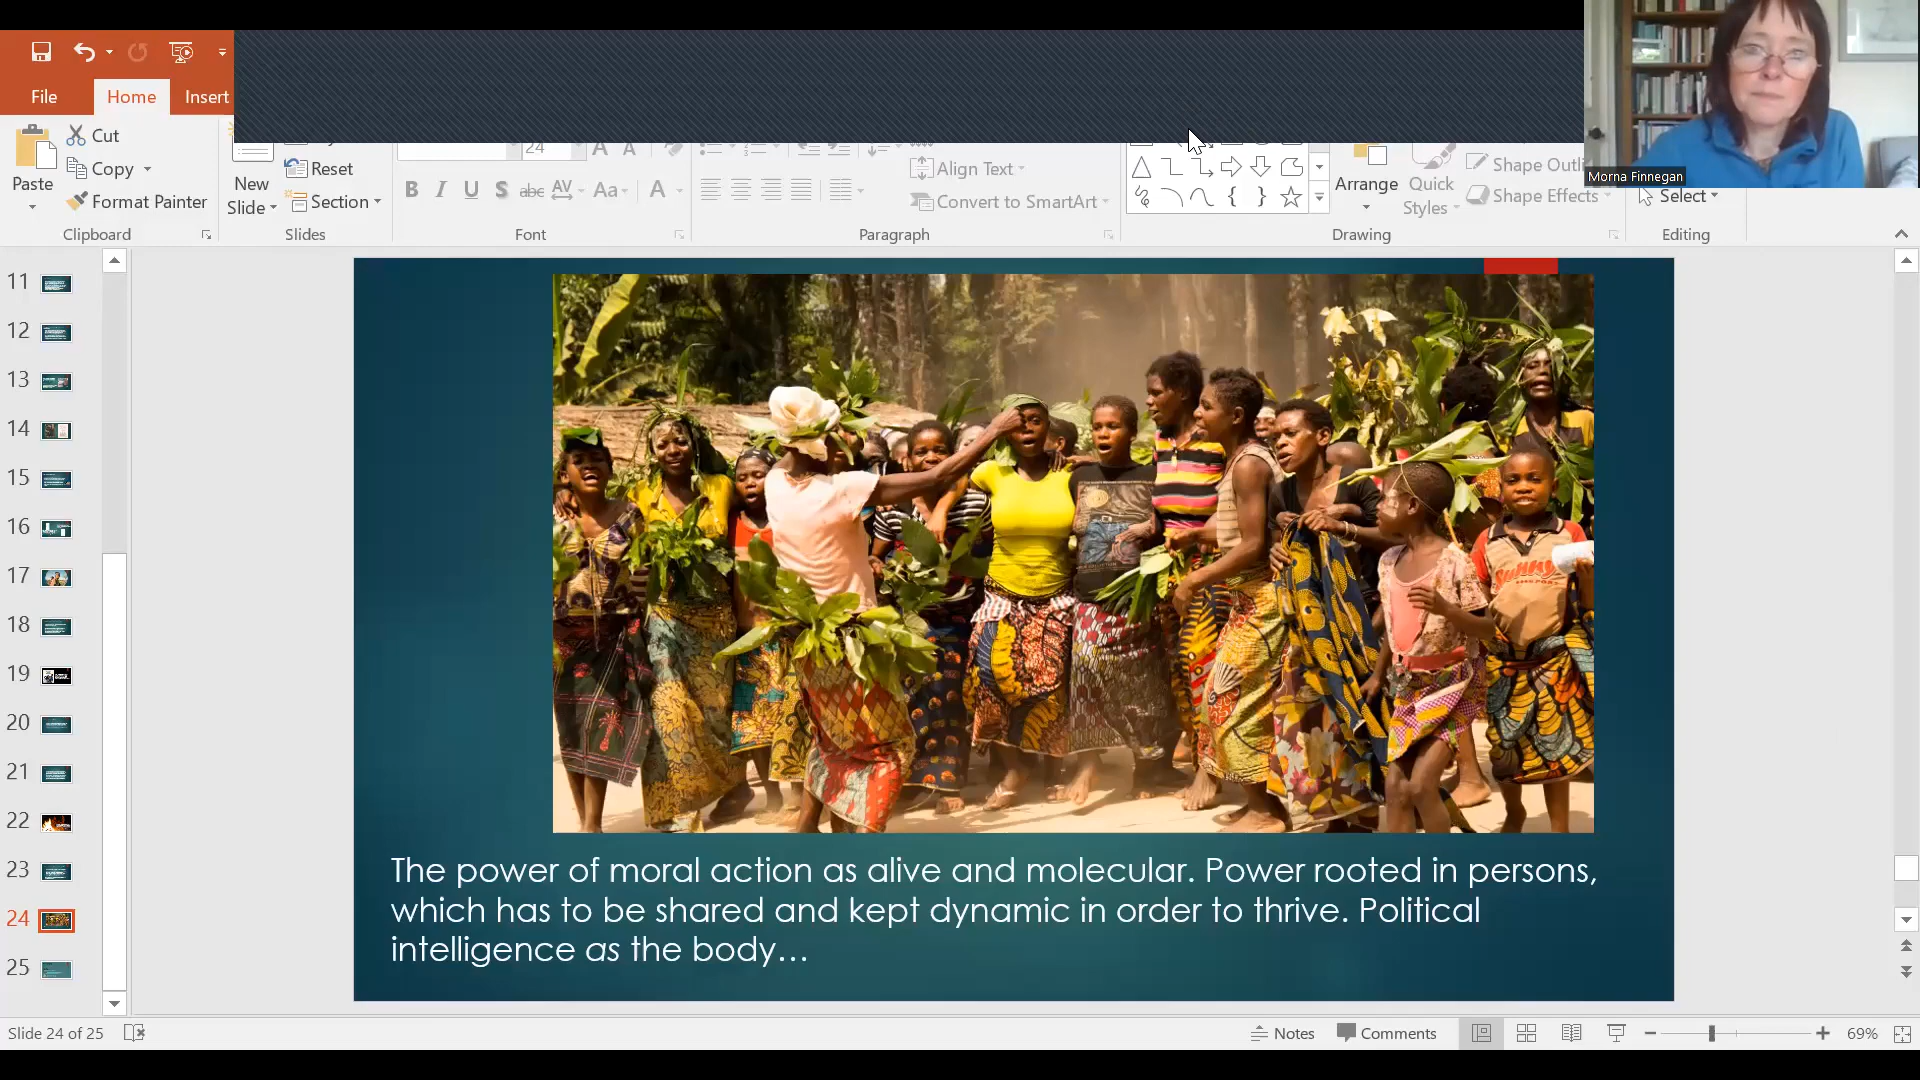 File
Home
Insert
Morna Finnegan
Paste
Cut
Copy
Format Painter
Clipboard
New
Slide
Reset
Section
Slides
24
B I U S abc AV Aa A
Font
Align Text
Convert to SmartArt
Paragraph
Arrange
Quick
Styles
Shape Effects
Drawing
Select
Editing
11
12
13
14
15
16
17
18
19
20
21
22
23
24
25
The power of moral action as alive and molecular. Power rooted in persons,
which has to be shared and kept dynamic in order to thrive. Political
intelligence as the body…
Slide 24 of 25
Notes
Comments
69%